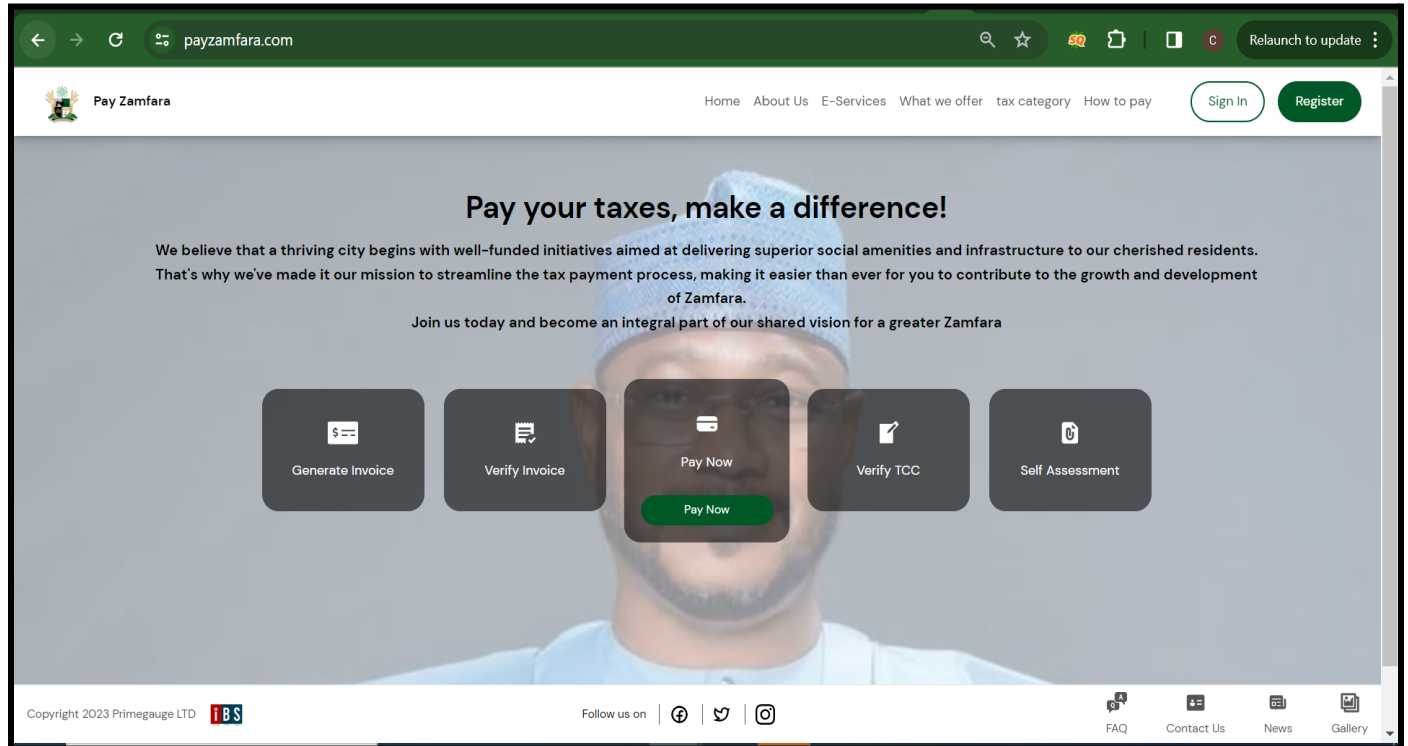 payzamfara.com
SQ
C
Relaunch to update
Pay Zamfara
Home About Us E-Services What we offer tax category How to pay Sign In Register
Pay your taxes, make a difference!
We believe that a thriving city begins with well-funded initiatives aimed at delivering superior social amenities and infrastructure to our cherished residents.
That's why we've made it our mission to streamline the tax payment process, making it easier than ever for you to contribute to the growth and development
of Zamfara.
Join us today and become an integral part of our shared vision for a greater Zamfara
$
Generate Invoice
Verify Invoice
Pay Now
Pay Now
Verify TCC
Self Assessment
Copyright 2023 Primegauge LTD iBS
Follow us on
Q A
FAQ Contact Us News Gallery